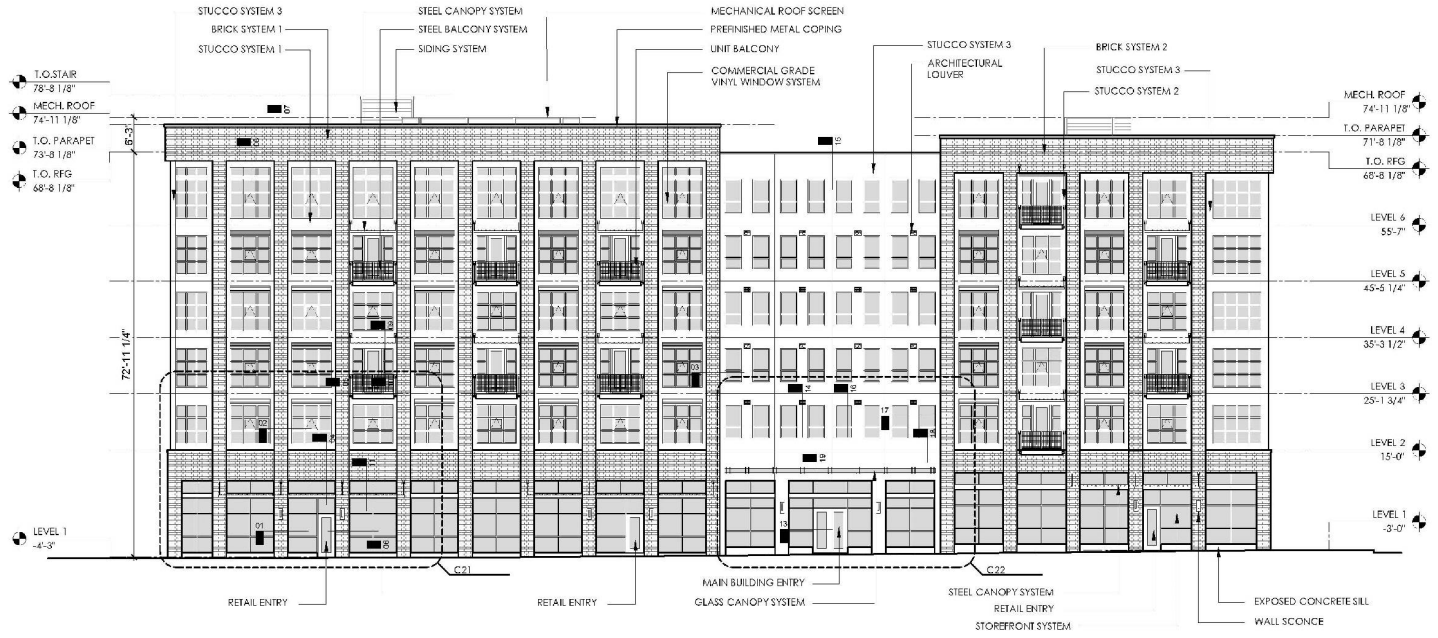 STUCCO SYSTEM 3
BRICK SYSTEM 1
STUCCO SYSTEM 1
STEEL CANOPY SYSTEM
STEEL BALCONY SYSTEM
SIDING SYSTEM
MECHANICAL ROOF SCREEN
PREFINISHED METAL COPING
UNIT BALCONY
COMMERCIAL GRADE
VINYL WINDOW SYSTEM
STUCCO SYSTEM 3
ARCHITECTURAL
LOUVER
BRICK SYSTEM 2
STUCCO SYSTEM 3
STUCCO SYSTEM 2
T.O.STAIR
78'-8 1/8"
MECH. ROOF
74'-11 1/8"
T.O. PARAPET
73'-8 1/8"
T.O. RFG
68'-8 1/8"
6'-3"
72'-11 1/4"
LEVEL 1
-4'-3"
MECH. ROOF
74'-11 1/8"
T.O. PARAPET
71'-8 1/8"
T.O. RFG
68'-8 1/8"
LEVEL 6
55'-7"
LEVEL 5
45'-5 1/4"
LEVEL 4
35'-3 1/2"
LEVEL 3
25'-1 3/4"
LEVEL 2
15'-0"
LEVEL 1
-3'-0"
07
15
03
02
14
16
17
18
19
11
01
13
C21
C22
RETAIL ENTRY
RETAIL ENTRY
MAIN BUILDING ENTRY
GLASS CANOPY SYSTEM
STEEL CANOPY SYSTEM
RETAIL ENTRY
STOREFRONT SYSTEM
EXPOSED CONCRETE SILL
WALL SCONCE